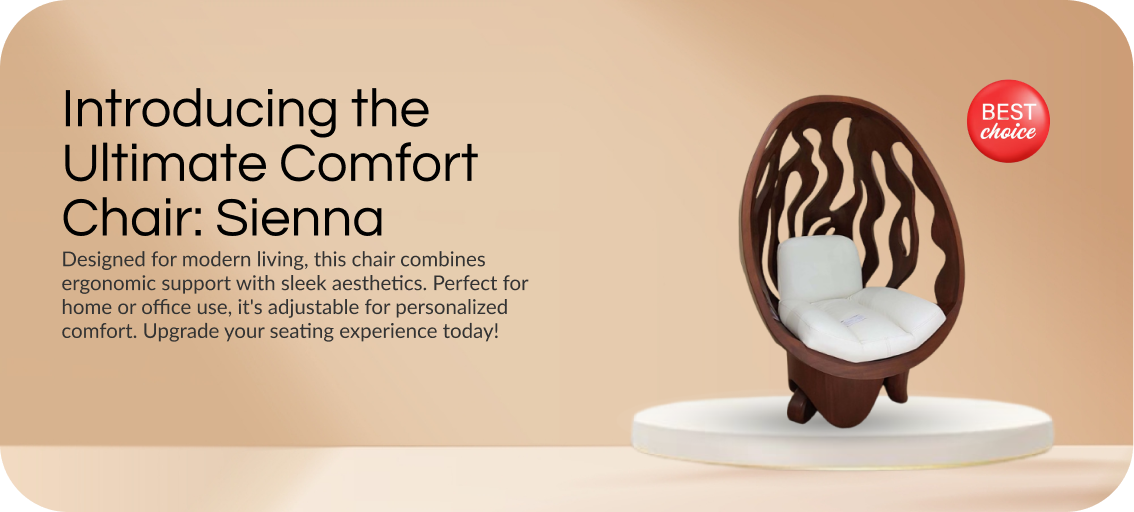 Introducing the
Ultimate Comfort
Chair: Sienna
Designed for modern living, this chair combines
ergonomic support with sleek aesthetics. Perfect for
home or office use, it's adjustable for personalized
comfort. Upgrade your seating experience today!
BEST
choice